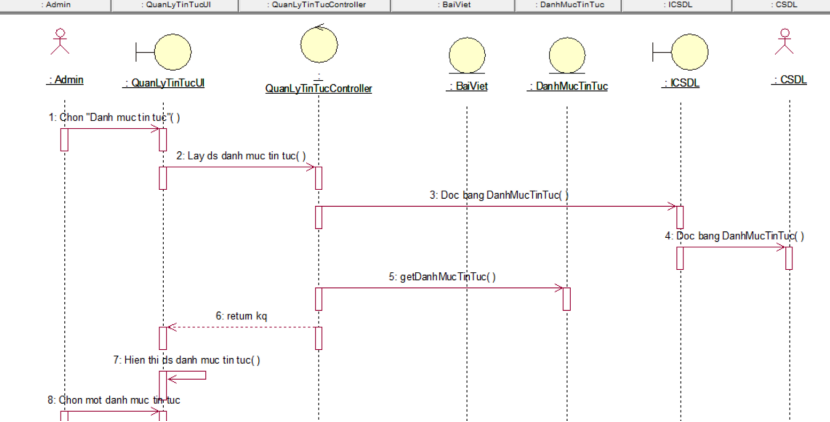 : Admin
: QuanLyTinTucUI
: QuanLyTinTucController
: BaiViet
: DanhMucTinTuc
: ICSDL
: CSDL
: Admin
: QuanLyTinTucUI
:
QuanLyTinTucController
: BaiViet
: DanhMucTinTuc
: ICSDL
: CSDL
1: Chon "Danh muc tin tuc"( )
2: Lay ds danh muc tin tuc( )
3: Doc bang DanhMucTinTuc( )
4: Doc bang DanhMucTinTuc( )
5: getDanhMucTinTuc( )
6: return kq
7: Hien thi ds danh muc tin tuc( )
8: Chon mot danh muc tin tuc